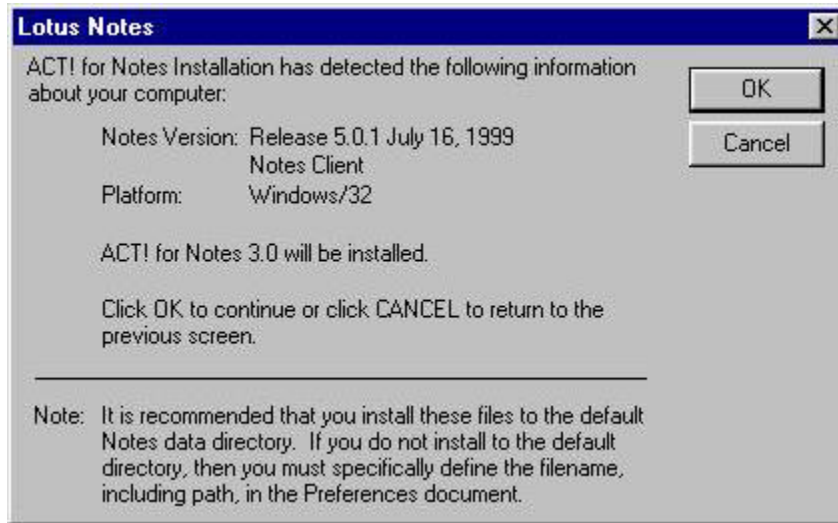 Lotus Notes
ACT! for Notes Installation has detected the following information
about your computer:
OK
Cancel
Notes Version: Release 5.0.1 July 16, 1999
Notes Client
Platform: Windows/32
ACT! for Notes 3.0 will be installed.
Click OK to continue or click CANCEL to return to the
previous screen.
Note: It is recommended that you install these files to the default
Notes data directory. If you do not install to the default
directory, then you must specifically define the filename,
including path, in the Preferences document.